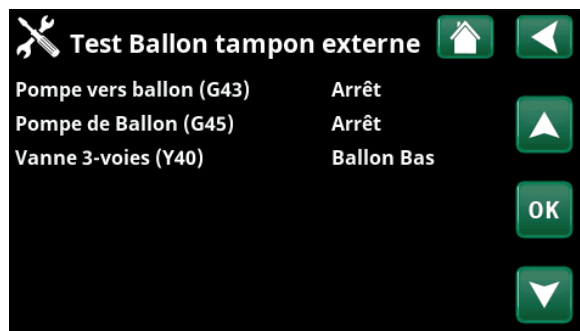 Test Ballon tampon externe
Pompe vers ballon (G43) Arrêt
Pompe de Ballon (G45) Arrêt
Vanne 3-voies (Y40) Ballon Bas
OK